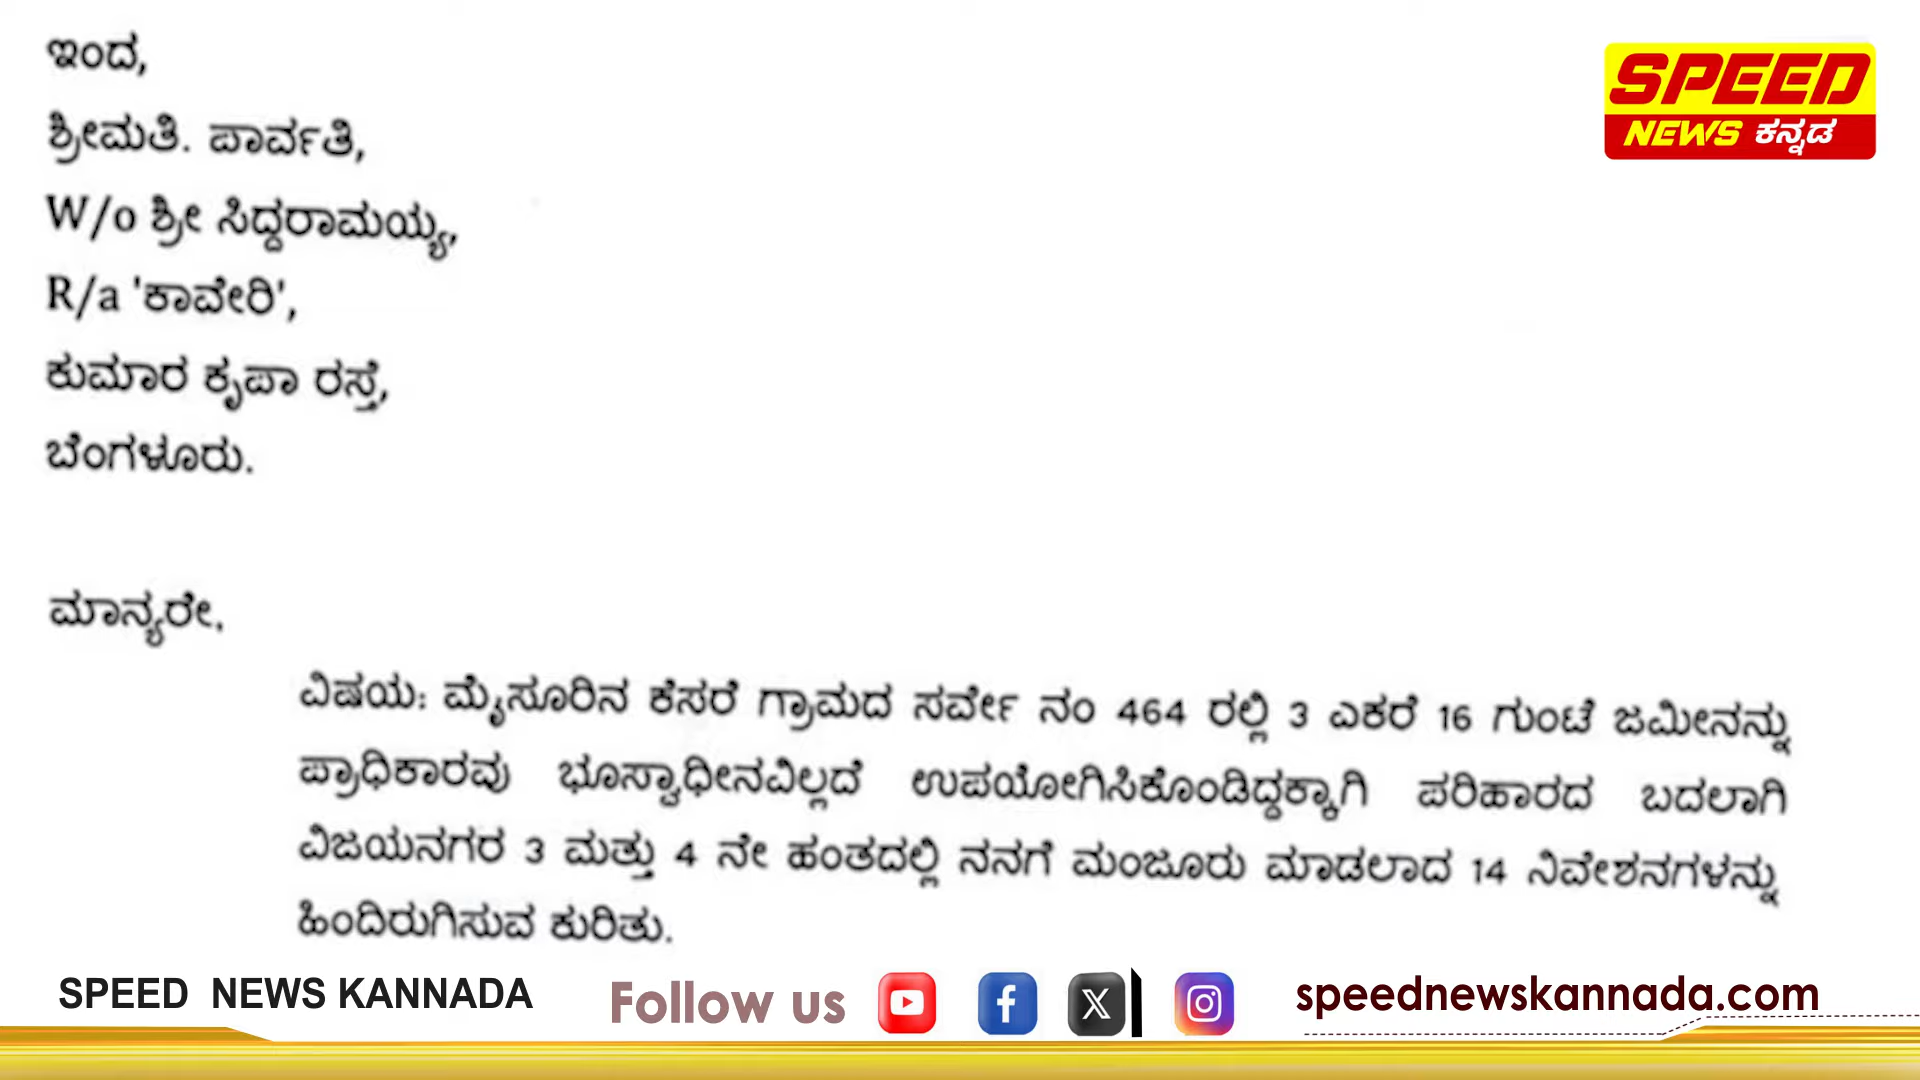 ಇಂದ,
ಶ್ರೀಮತಿ. ಪಾರ್ವತಿ,
W/o ಶ್ರೀ ಸಿದ್ದರಾಮಯ್ಯ,
R/a 'ಕಾವೇರಿ',
ಕುಮಾರ ಕೃಪಾ ರಸ್ತೆ,
ಬೆಂಗಳೂರು.
SPEED
NEWS ಕನ್ನಡ
ಮಾನ್ಯರೇ,
ವಿಷಯ: ಮೈಸೂರಿನ ಕೆಸರೆ ಗ್ರಾಮದ ಸರ್ವೇ ನಂ 464 ರಲ್ಲಿ 3 ಎಕರೆ 16 ಗುಂಟೆ ಜಮೀನನ್ನು
ಪ್ರಾಧಿಕಾರವು ಭೂಸ್ವಾಧೀನವಿಲ್ಲದೆ ಉಪಯೋಗಿಸಿಕೊಂಡಿದ್ದಕ್ಕಾಗಿ ಪರಿಹಾರದ ಬದಲಾಗಿ
ವಿಜಯನಗರ 3 ಮತ್ತು 4 ನೇ ಹಂತದಲ್ಲಿ ನನಗೆ ಮಂಜೂರು ಮಾಡಲಾದ 14 ನಿವೇಶನಗಳನ್ನು
ಹಿಂದಿರುಗಿಸುವ ಕುರಿತು.
SPEED NEWS KANNADA
Follow us
speednewskannada.com